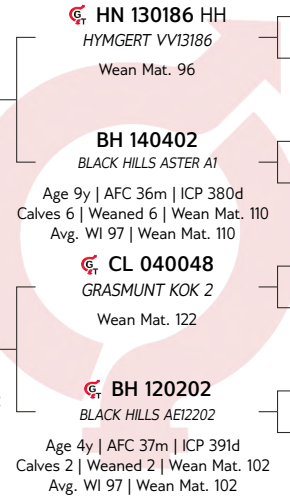 HN 130186 HH
HYMGERT VV13186
Wean Mat. 96
BH 140402
BLACK HILLS ASTER A1
Age 9y | AFC 36m | ICP 380d
Calves 6 | Weaned 6 | Wean Mat. 110
Avg. WI 97 | Wean Mat. 110
CL 040048
GRASMUNT KOK 2
Wean Mat. 122
BH 120202
BLACK HILLS AE12202
Age 4y | AFC 37m | ICP 391d
Calves 2 | Weaned 2 | Wean Mat. 102
Avg. WI 97 | Wean Mat. 102